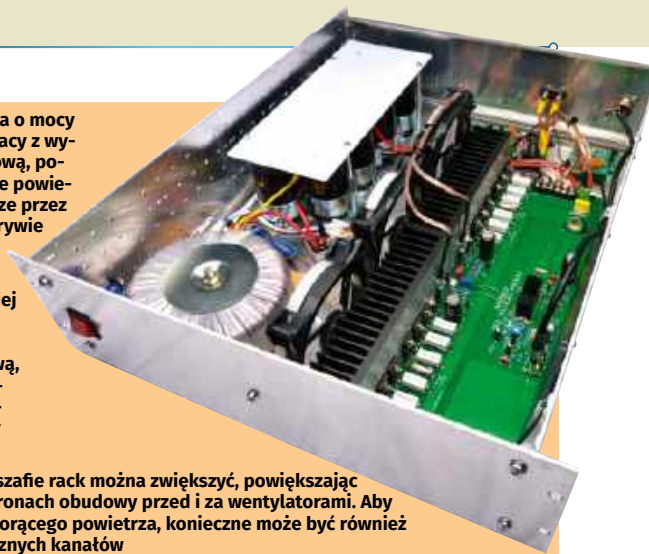 a o mocy
acy z wy-
ową, po-
e powie-
ze przez
rywie
ej
wą,
szafie rack można zwiększyć, powiększając
ronach obudowy przed i za wentylatorami. Aby
orącego powietrza, konieczne może być również
znych kanałów